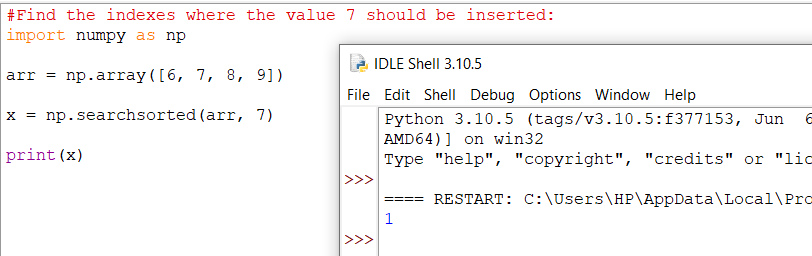 #Find the indexes where the value 7 should be inserted:
import numpy as np
arr = np.array([6, 7, 8, 9])
x = np.searchsorted(arr, 7)
print(x)
IDLE Shell 3.10.5
File Edit Shell Debug Options Window Help
Python 3.10.5 (tags/v3.10.5:f377153, Jun 6
AMD64)] on win32
Type "help", "copyright", "credits" or "lic
>>>
==== RESTART: C:\Users\HP\AppData\Local\Pro
1
>>>